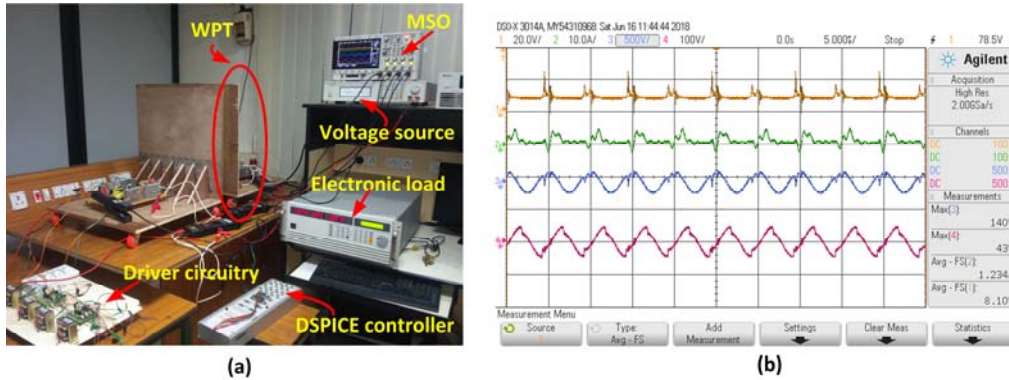 WPT
MSO
Voltage source
Electronic load
Driver circuitry
DSPICE controller
(a)
DSO-X 3014A, MY54310968: Sat Jun 16 11:44:44 2018
1 20.0V/ 2 10.0A/ 3 500V/ 4 100V/ 0.0s 5.000$/ Stop 1 78.5V
Agilent
Acquisition
High Res
2.00GSa/s
Channels
DC 100
DC 100
DC 500
DC 500
Measurements
Max(3):
140
Max(4):
43
Avg - FS(2):
1.234
Avg - FS(1):
8.10
Measurement Menu
Source
1
Type:
Avg - FS
Add
Measurement
Settings
Clear Meas
Statistics
(b)